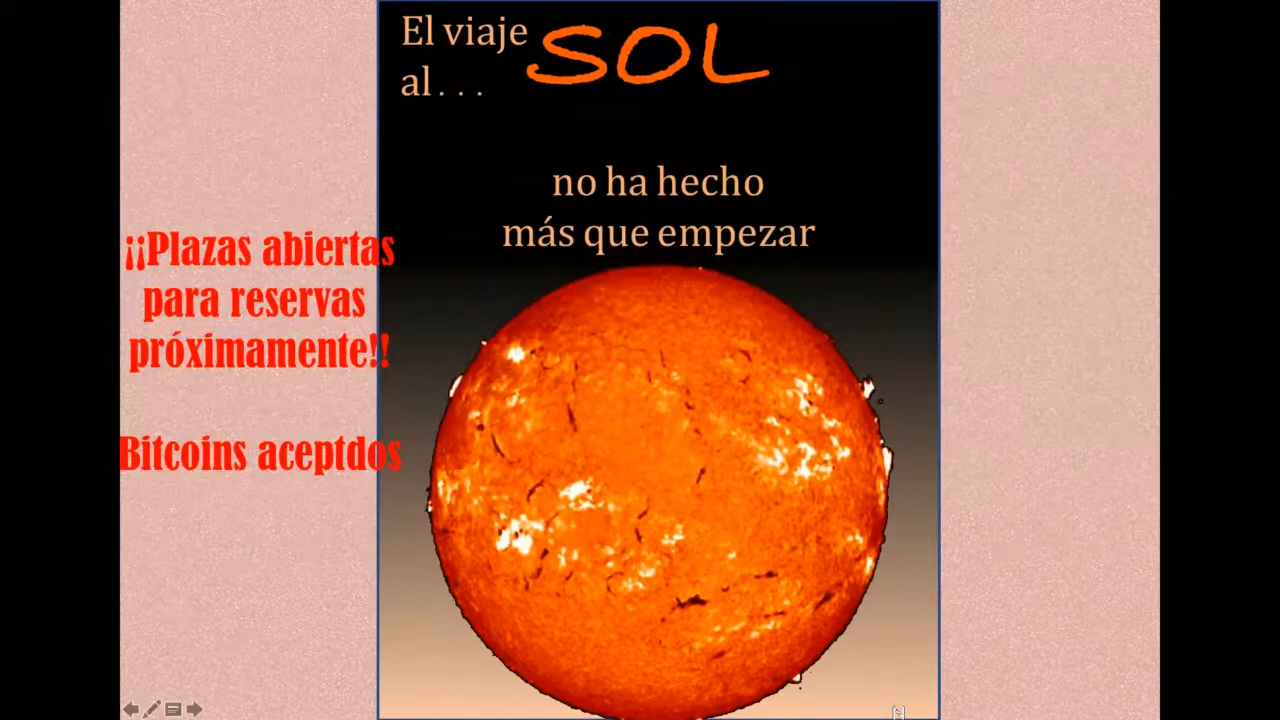 El viaje SOL
al . . .
no ha hecho
más que empezar
¡¡Plazas abiertas
para reservas
próximamente!!
Bitcoins aceptdos